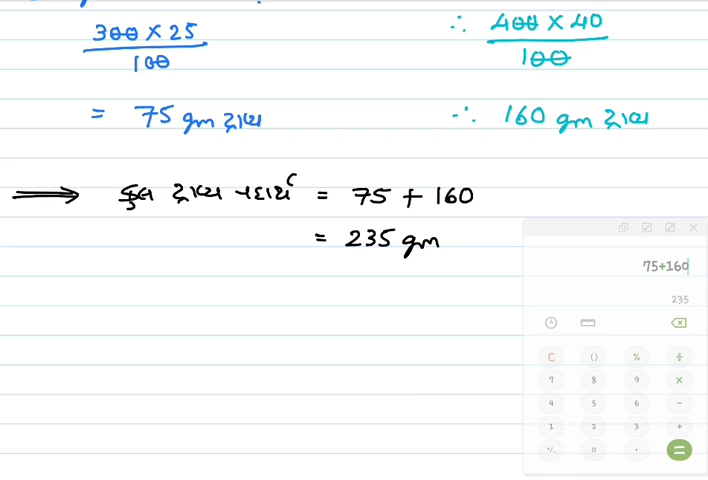 300 × 25
100
= 75 gm દ્રાવ્ય
∴ 400 × 40
100
∴ 160 gm દ્રાવ્ય
⟹ કુલ દ્રાવ્ય પદાર્થ = 75 + 160
= 235 gm
75+160
235
C () % ÷
7 8 9 ×
4 5 6 −
1 2 3 +
+/− 0 . =